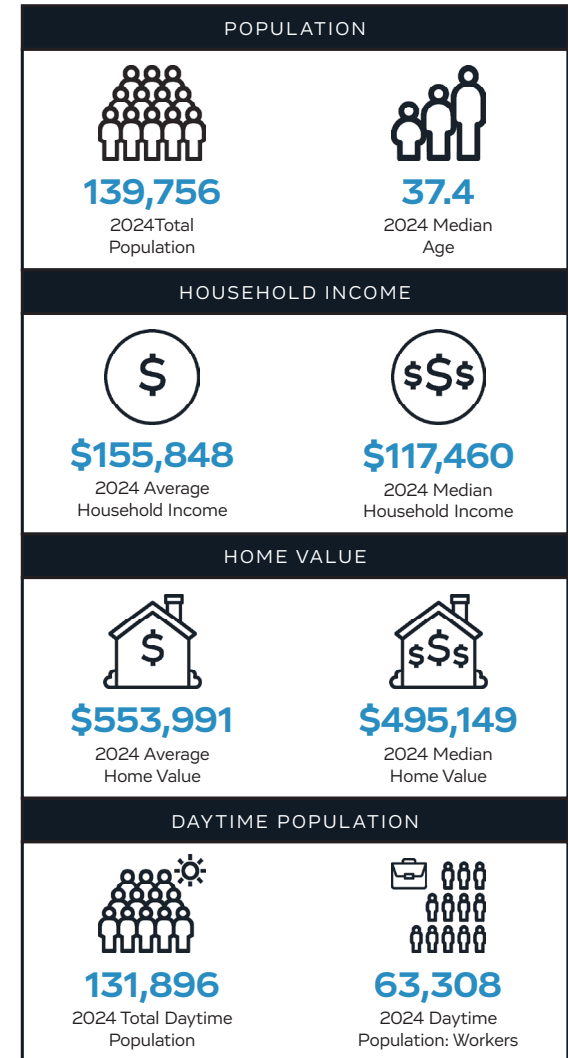 POPULATION
139,756
2024Total
Population
37.4
2024 Median
Age
HOUSEHOLD INCOME
$
$155,848
2024 Average
Household Income
$$$
$117,460
2024 Median
Household Income
HOME VALUE
$
$553,991
2024 Average
Home Value
$$$
$495,149
2024 Median
Home Value
DAYTIME POPULATION
131,896
2024 Total Daytime
Population
63,308
2024 Daytime
Population: Workers